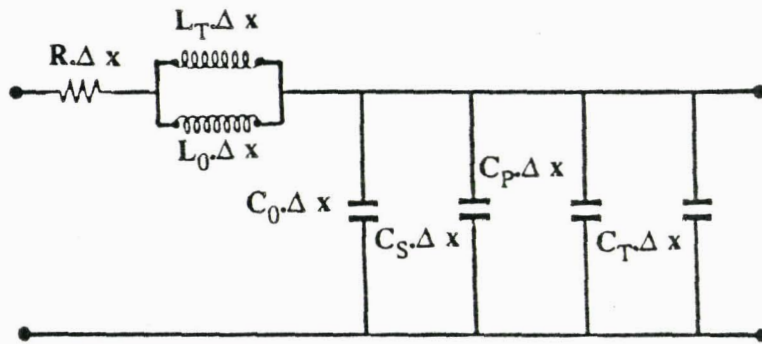 L_T.Δ x
R.Δ x
L_0.Δ x
C_P.Δ x
C_0.Δ x
C_S.Δ x
C_T.Δ x